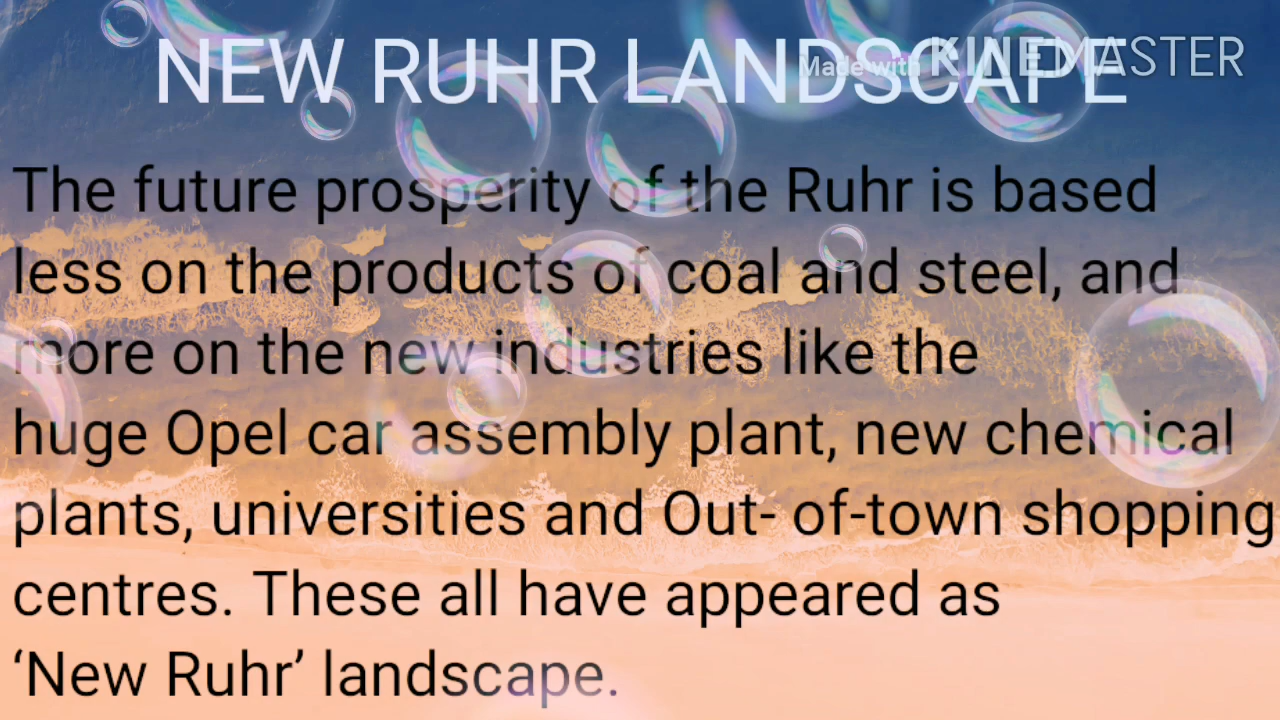 NEW RUHR LANDSCAPE
Made with KINEMASTER
The future prosperity of the Ruhr is based
less on the products of coal and steel, and
more on the new industries like the
huge Opel car assembly plant, new chemical
plants, universities and Out- of-town shopping
centres. These all have appeared as
‘New Ruhr’ landscape.